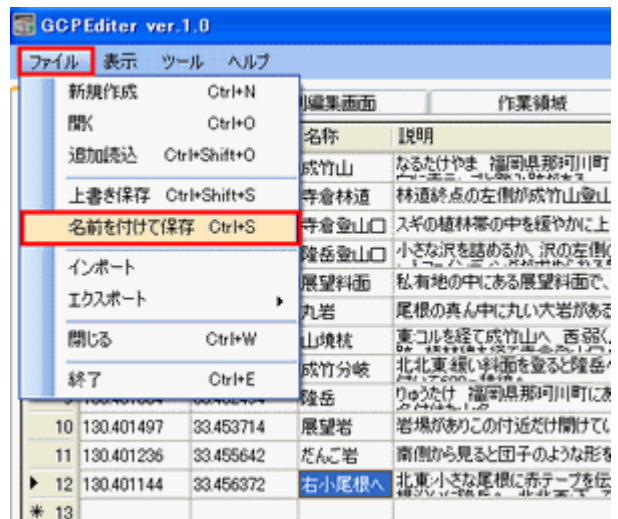 GCPEditer ver.1.0
ファイル 表示 ツール ヘルプ
新規作成 Ctrl+N
開く Ctrl+O
追加読込 Ctrl+Shift+O
上書き保存 Ctrl+Shift+S
名前を付けて保存 Ctrl+S
インポート
エクスポート
閉じる Ctrl+W
終了 Ctrl+E
編集画面 作業領域
名称 説明
成竹山 なるたけやま 福岡県那珂川町
寺倉林道 林道終点の左側が成竹山登山
寺倉登山口 スギの植林帯の中を緩やかに上
隆岳登山口 小さな沢を詰めるか、沢の左側の
展望斜面 私有地の中にある展望斜面で、
丸岩 尾根の真ん中に丸い大岩がある
山境杭 東コルを経て成竹山へ 西弱く
成竹分岐 北北東緩い斜面を登ると隆岳へ
隆岳 りゅうたけ 福岡県那珂川町にあ
10 130.401497 33.453714 展望岩 岩場がありこの付近だけ開けてい
11 130.401236 33.455642 だんご岩 南側から見ると団子のような形を
12 130.401144 33.456372 右小尾根へ 北東小さな尾根に赤テープを伝
13